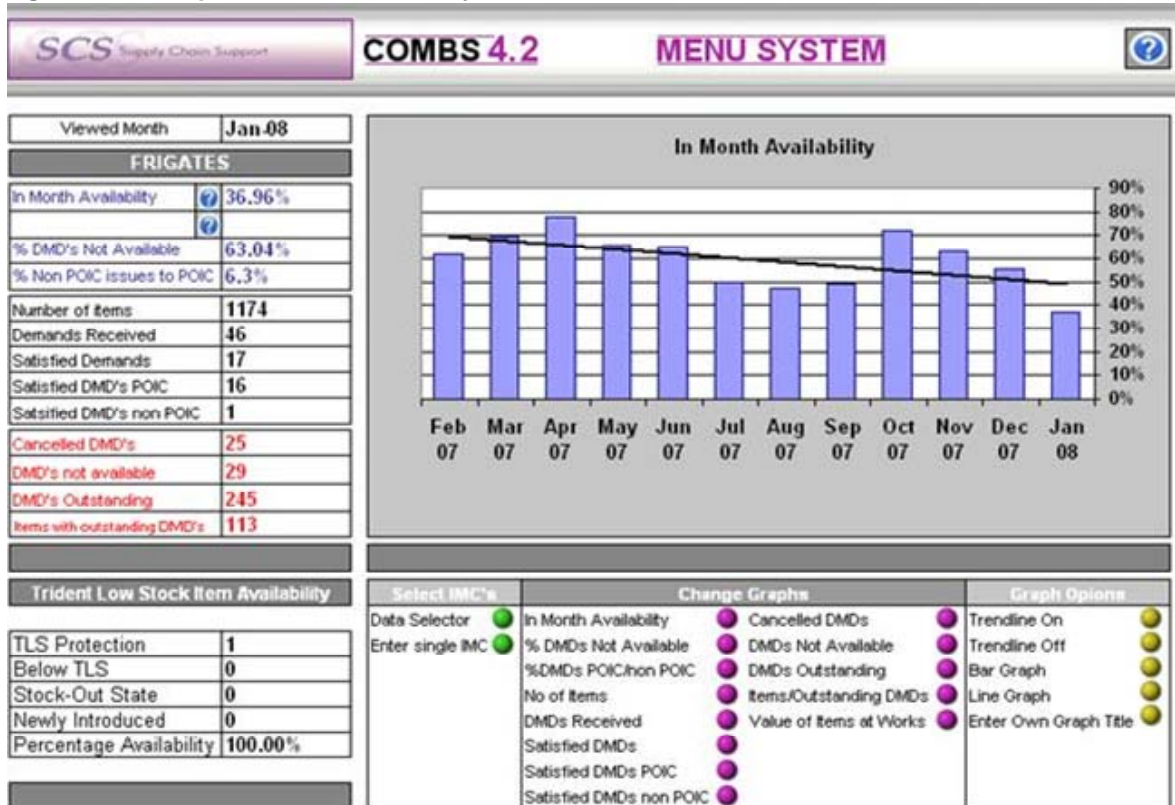 SCS Supply Chain Support
COMBS 4.2 MENU SYSTEM
?
Viewed Month Jan-08
FRIGATES
In Month Availability ? 36.96%
?
% DMD's Not Available 63.04%
% Non POIC issues to POIC 6.3%
Number of items 1174
Demands Received 46
Satisfied Demands 17
Satisfied DMD's POIC 16
Satsified DMD's non POIC 1
Cancelled DMD's 25
DMD's not available 29
DMD's Outstanding 245
Items with outstanding DMD's 113
In Month Availability
90%
80%
70%
60%
50%
40%
30%
20%
10%
0%
Feb Mar Apr May Jun Jul Aug Sep Oct Nov Dec Jan
07 07 07 07 07 07 07 07 07 07 07 08
Trident Low Stock Item Availability
TLS Protection 1
Below TLS 0
Stock-Out State 0
Newly Introduced 0
Percentage Availability 100.00%
Select IMC's
Data Selector
Enter single IMC
Change Graphs
In Month Availability Cancelled DMDs
% DMDs Not Available DMDs Not Available
%DMDs POIC/non POIC DMDs Outstanding
No of Items Items/Outstanding DMDs
DMDs Received Value of Items at Works
Satisfied DMDs
Satisfied DMDs POIC
Satisfied DMDs non POIC
Graph Opions
Trendline On
Trendline Off
Bar Graph
Line Graph
Enter Own Graph Title